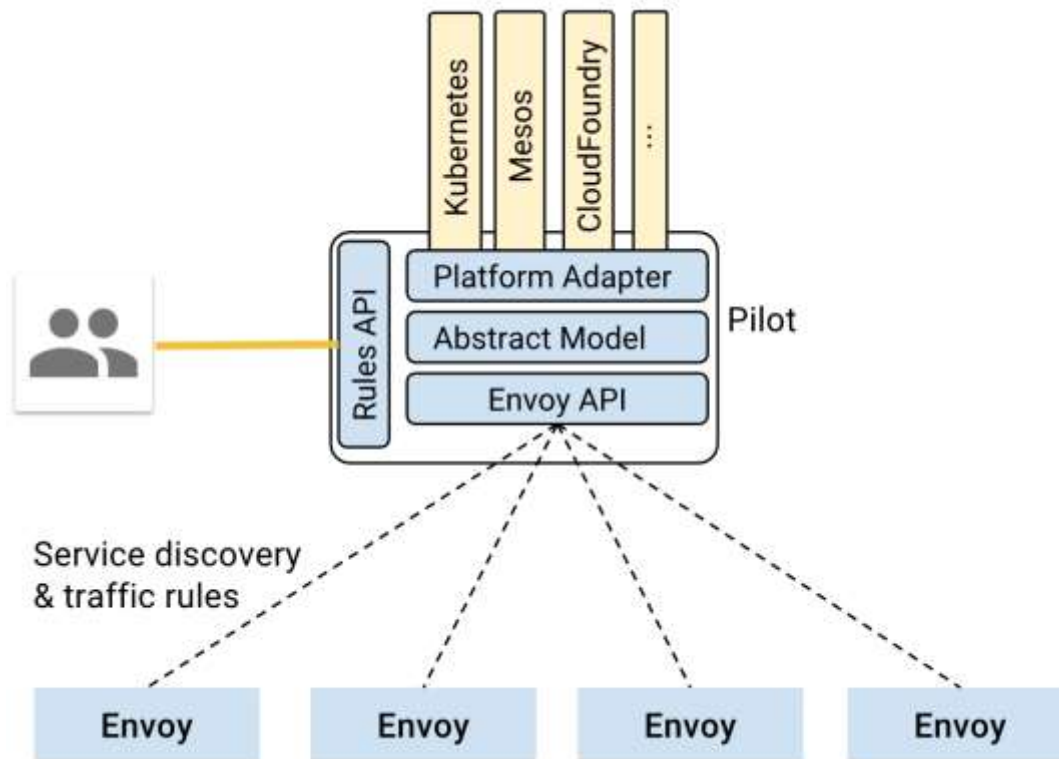 Kubernetes
Mesos
CloudFoundry
...
Rules API
Platform Adapter
Abstract Model
Envoy API
Pilot
Service discovery
& traffic rules
Envoy
Envoy
Envoy
Envoy